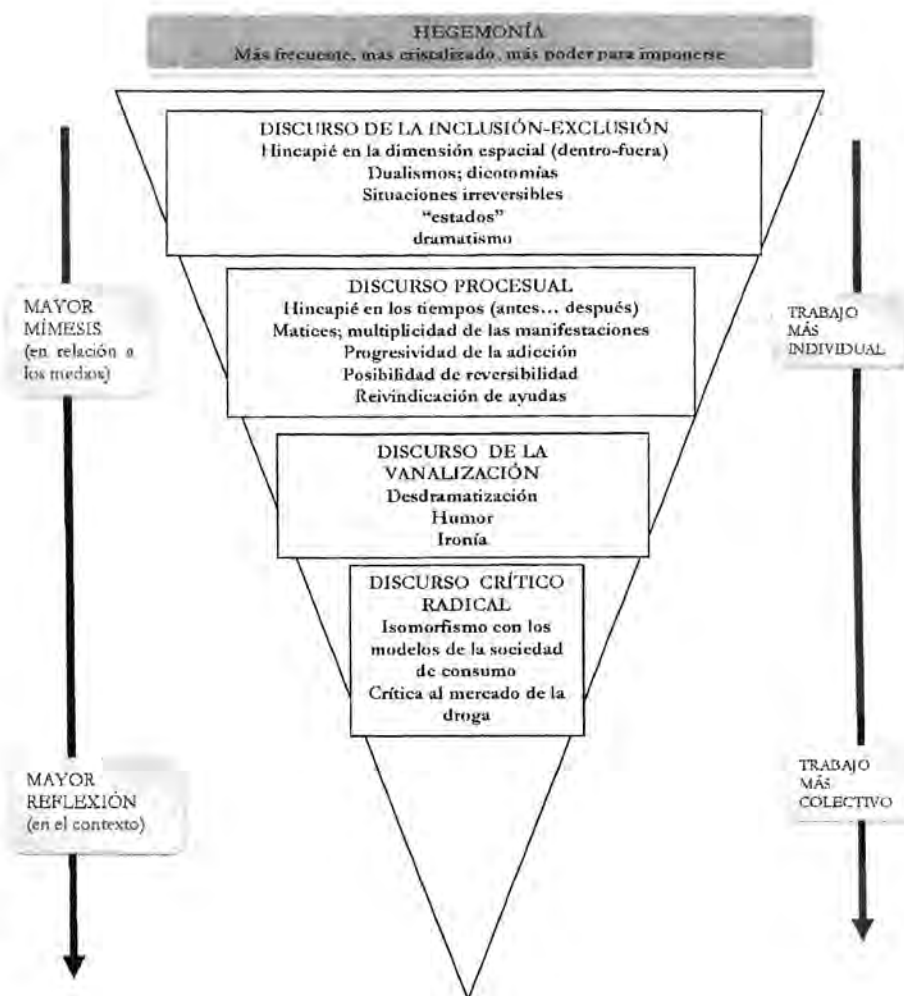 HEGEMONÍA
Más frecuente, mas cristalizado, más poder para imponerse
DISCURSO DE LA INCLUSIÓN-EXCLUSIÓN
Hincapié en la dimensión espacial (dentro-fuera)
Dualismos; dicotomías
Situaciones irreversibles
“estados”
dramatismo
DISCURSO PROCESUAL
Hincapié en los tiempos (antes... después)
Matices; multiplicidad de las manifestaciones
Progresividad de la adicción
Posibilidad de reversibilidad
Reivindicación de ayudas
MAYOR
MÍMESIS
(en relación a
los medios)
TRABAJO
MÁS
INDIVIDUAL
DISCURSO DE LA
VANALIZACIÓN
Desdramatización
Humor
Ironía
DISCURSO CRÍTICO
RADICAL
Isomorfismo con los
modelos de la sociedad
de consumo
Crítica al mercado de la
droga
MAYOR
REFLEXIÓN
(en el contexto)
TRABAJO
MÁS
COLECTIVO